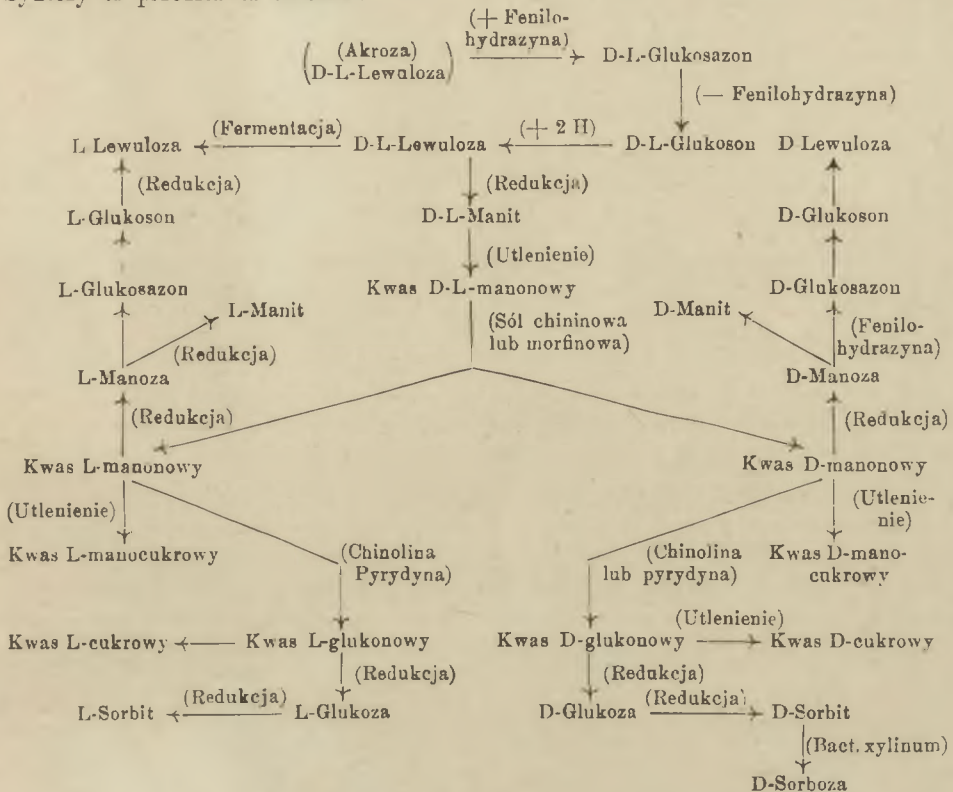 (+ Fenilo-
hydrazyna)
(Akroza)
D-L-Lewuloza
D-L-Glukosazon
(— Fenilohydrazyna)
(Fermentacja)
(+ 2 H)
L Lewuloza
D-L-Lewuloza
D-L-Glukoson
D Lewuloza
(Redukcja)
(Redukcja)
L-Glukoson
D-L-Manit
D-Glukoson
(Utlenienie)
L-Glukosazon
Kwas D-L-manonowy
D-Glukosazon
L-Manit
D-Manit
(Sól chininowa
lub morfinowa)
(Fenilo-
hydrazyna)
(Redukcja)
L-Manoza
D-Manoza
(Redukcja)
(Redukcja)
Kwas L-manonowy
Kwas D-manonowy
(Utlenienie)
(Utlenie-
nie)
Kwas L-manocukrowy
(Chinolina
Pyrydyna)
(Chinolina
lub pyrydyna)
Kwas D-mano-
cukrowy
(Utlenienie)
Kwas L-cukrowy
Kwas L-glukonowy
Kwas D-glukonowy
Kwas D-cukrowy
(Redukcja)
(Redukcja)
(Redukcja)
(Redukcja)
L-Sorbit
L-Glukoza
D-Glukoza
D-Sorbit
(Bact. xylinum)
D-Sorboza